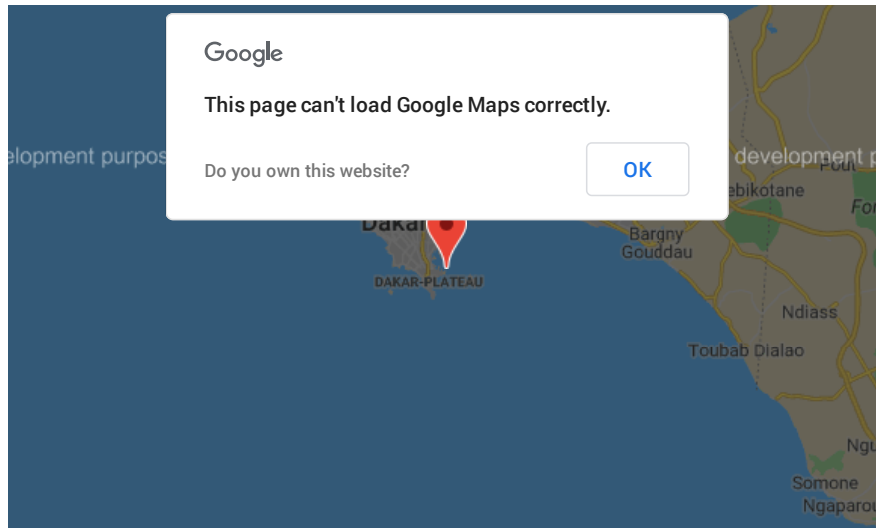 Google
This page can't load Google Maps correctly.
elopment purpos
development p
Pout
Do you own this website?
OK
ebikotane
For
Dakar
Bargny
Gouddau
DAKAR-PLATEAU
Ndiass
Toubab Dialao
Ngu
Somone
Ngaparou